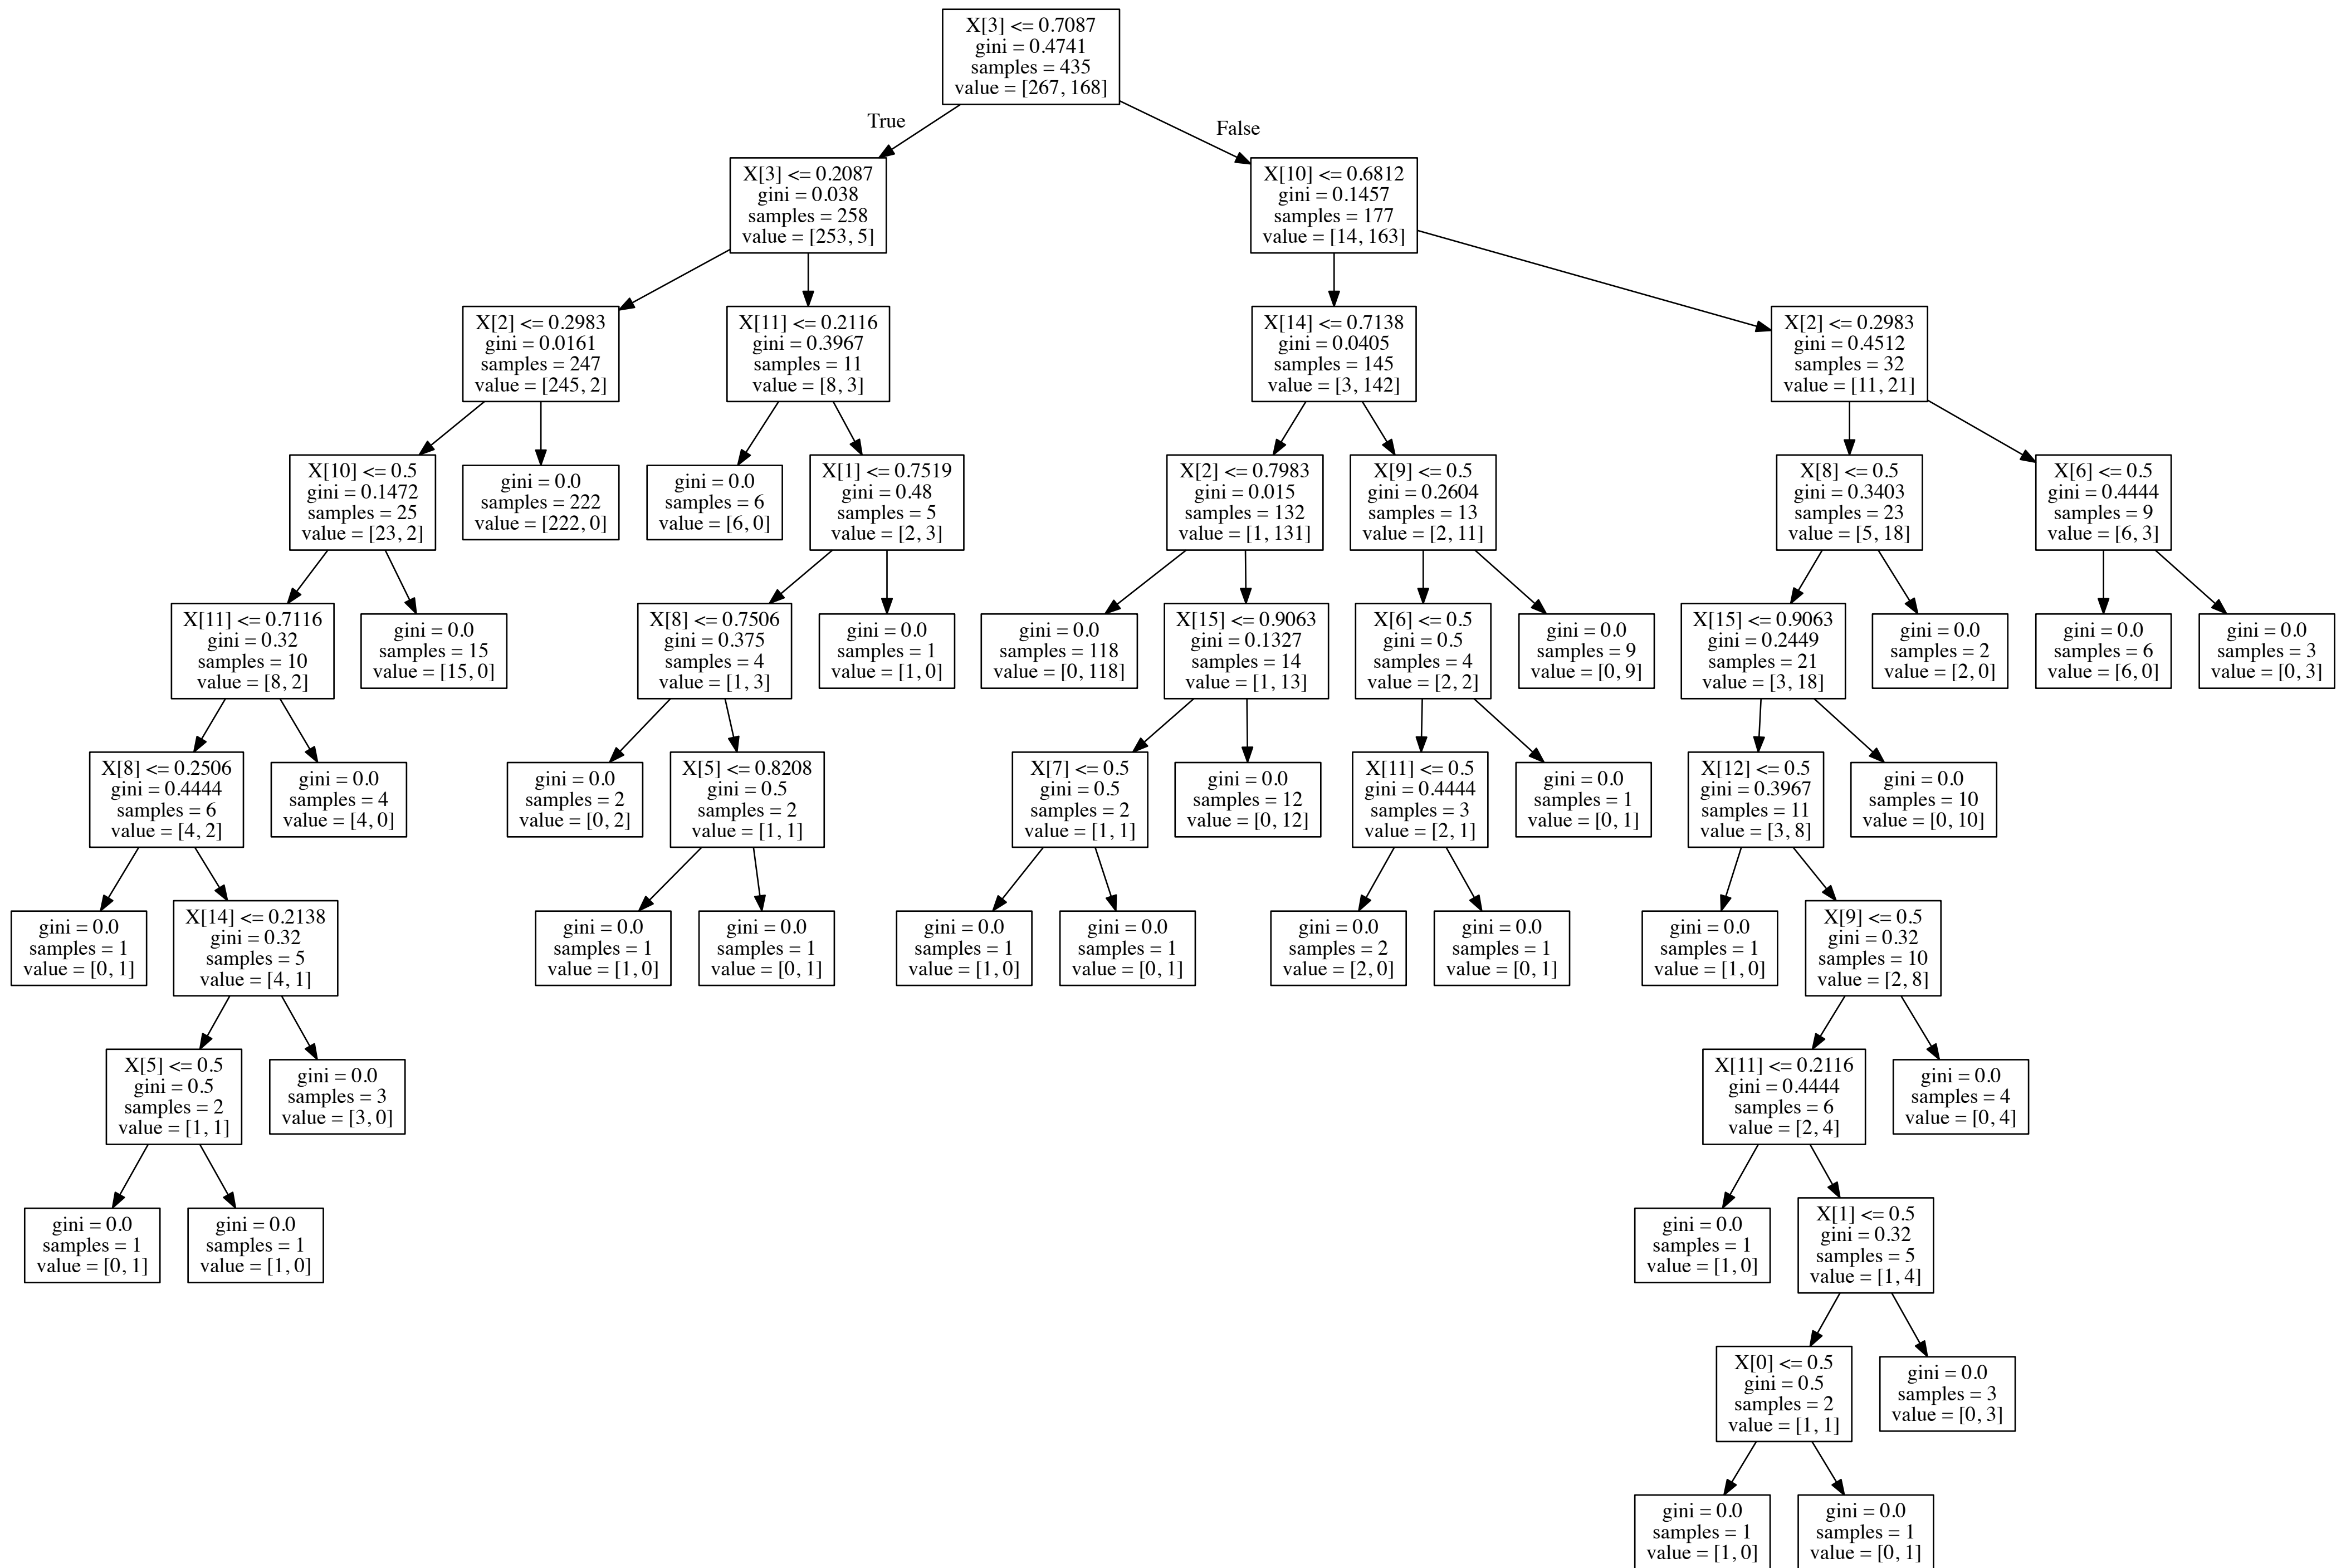 X[3] <= 0.7087
gini = 0.4741
samples = 435
value = [267, 168]
True
False
X[3] <= 0.2087
gini = 0.038
samples = 258
value = [253, 5]
X[10] <= 0.6812
gini = 0.1457
samples = 177
value = [14, 163]
X[2] <= 0.2983
gini = 0.0161
samples = 247
value = [245, 2]
X[11] <= 0.2116
gini = 0.3967
samples = 11
value = [8, 3]
X[14] <= 0.7138
gini = 0.0405
samples = 145
value = [3, 142]
X[2] <= 0.2983
gini = 0.4512
samples = 32
value = [11, 21]
X[10] <= 0.5
gini = 0.1472
samples = 25
value = [23, 2]
gini = 0.0
samples = 222
value = [222, 0]
gini = 0.0
samples = 6
value = [6, 0]
X[1] <= 0.7519
gini = 0.48
samples = 5
value = [2, 3]
X[2] <= 0.7983
gini = 0.015
samples = 132
value = [1, 131]
X[9] <= 0.5
gini = 0.2604
samples = 13
value = [2, 11]
X[8] <= 0.5
gini = 0.3403
samples = 23
value = [5, 18]
X[6] <= 0.5
gini = 0.4444
samples = 9
value = [6, 3]
X[11] <= 0.7116
gini = 0.32
samples = 10
value = [8, 2]
gini = 0.0
samples = 15
value = [15, 0]
X[8] <= 0.7506
gini = 0.375
samples = 4
value = [1, 3]
gini = 0.0
samples = 1
value = [1, 0]
gini = 0.0
samples = 118
value = [0, 118]
X[15] <= 0.9063
gini = 0.1327
samples = 14
value = [1, 13]
X[6] <= 0.5
gini = 0.5
samples = 4
value = [2, 2]
gini = 0.0
samples = 9
value = [0, 9]
X[15] <= 0.9063
gini = 0.2449
samples = 21
value = [3, 18]
gini = 0.0
samples = 2
value = [2, 0]
gini = 0.0
samples = 6
value = [6, 0]
gini = 0.0
samples = 3
value = [0, 3]
X[8] <= 0.2506
gini = 0.4444
samples = 6
value = [4, 2]
gini = 0.0
samples = 4
value = [4, 0]
gini = 0.0
samples = 2
value = [0, 2]
X[5] <= 0.8208
gini = 0.5
samples = 2
value = [1, 1]
X[7] <= 0.5
gini = 0.5
samples = 2
value = [1, 1]
gini = 0.0
samples = 12
value = [0, 12]
X[11] <= 0.5
gini = 0.4444
samples = 3
value = [2, 1]
gini = 0.0
samples = 1
value = [0, 1]
X[12] <= 0.5
gini = 0.3967
samples = 11
value = [3, 8]
gini = 0.0
samples = 10
value = [0, 10]
gini = 0.0
samples = 1
value = [0, 1]
X[14] <= 0.2138
gini = 0.32
samples = 5
value = [4, 1]
gini = 0.0
samples = 1
value = [1, 0]
gini = 0.0
samples = 1
value = [0, 1]
gini = 0.0
samples = 1
value = [1, 0]
gini = 0.0
samples = 1
value = [0, 1]
gini = 0.0
samples = 2
value = [2, 0]
gini = 0.0
samples = 1
value = [0, 1]
gini = 0.0
samples = 1
value = [1, 0]
X[9] <= 0.5
gini = 0.32
samples = 10
value = [2, 8]
X[5] <= 0.5
gini = 0.5
samples = 2
value = [1, 1]
gini = 0.0
samples = 3
value = [3, 0]
X[11] <= 0.2116
gini = 0.4444
samples = 6
value = [2, 4]
gini = 0.0
samples = 4
value = [0, 4]
gini = 0.0
samples = 1
value = [0, 1]
gini = 0.0
samples = 1
value = [1, 0]
gini = 0.0
samples = 1
value = [1, 0]
X[1] <= 0.5
gini = 0.32
samples = 5
value = [1, 4]
X[0] <= 0.5
gini = 0.5
samples = 2
value = [1, 1]
gini = 0.0
samples = 3
value = [0, 3]
gini = 0.0
samples = 1
value = [1, 0]
gini = 0.0
samples = 1
value = [0, 1]